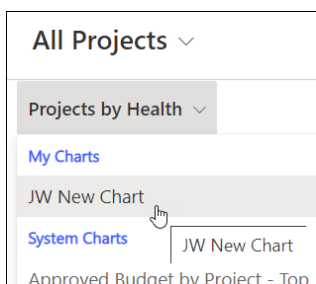 All Projects
Projects by Health
My Charts
JW New Chart
System Charts
JW New Chart
Approved Budget by Project - Top